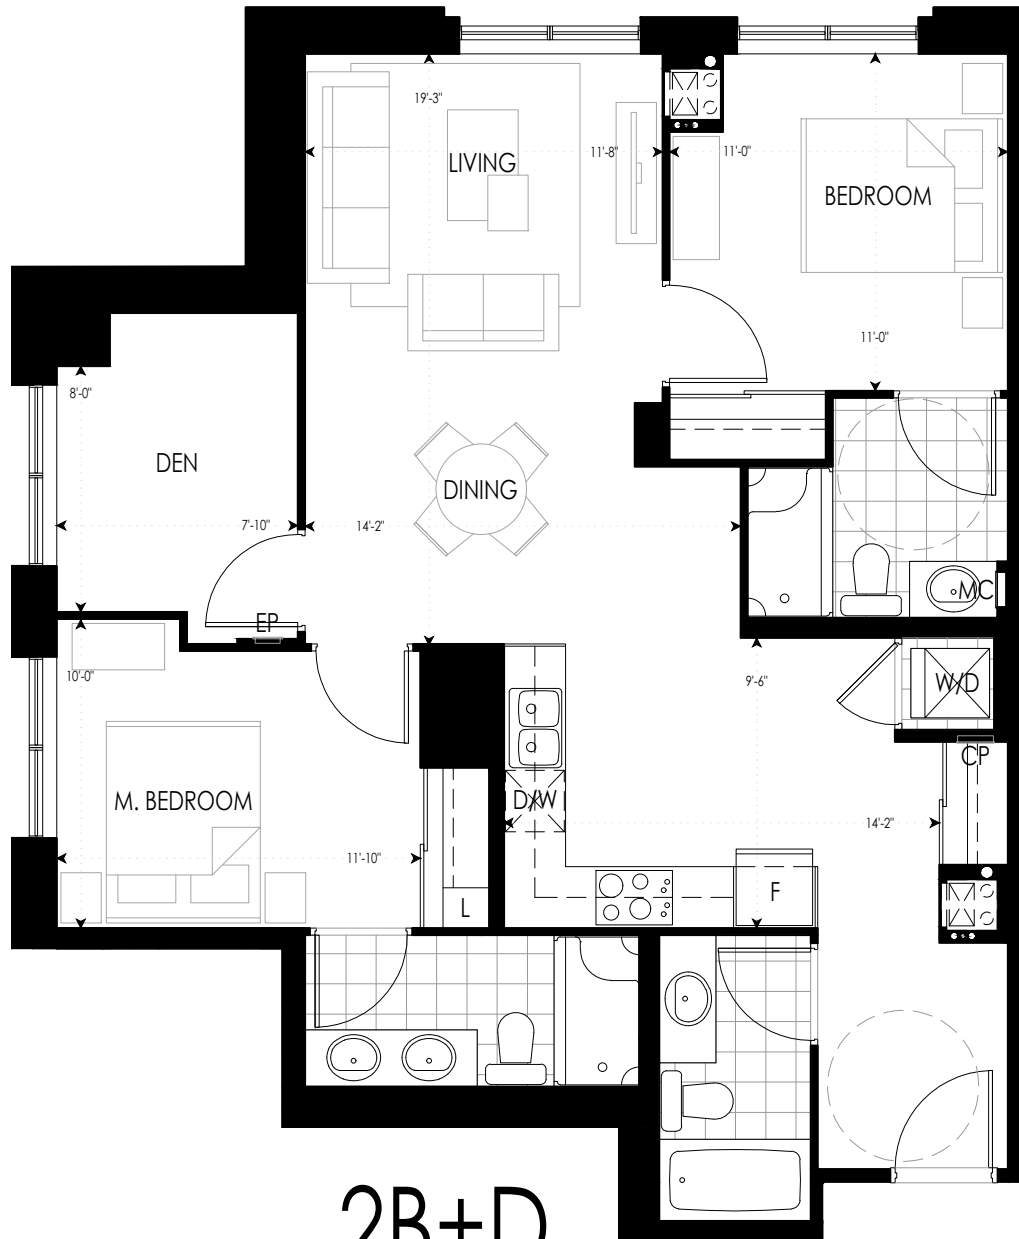 19'-3"
LIVING
11'-8"
11'-0"
BEDROOM
11'-0"
8'-0"
DEN
DINING
7'-10"
14'-2"
MC
EP
10'-0"
9'-6"
W/D
CP
M. BEDROOM
D/W
14'-2"
11'-10"
F
L
2B+D